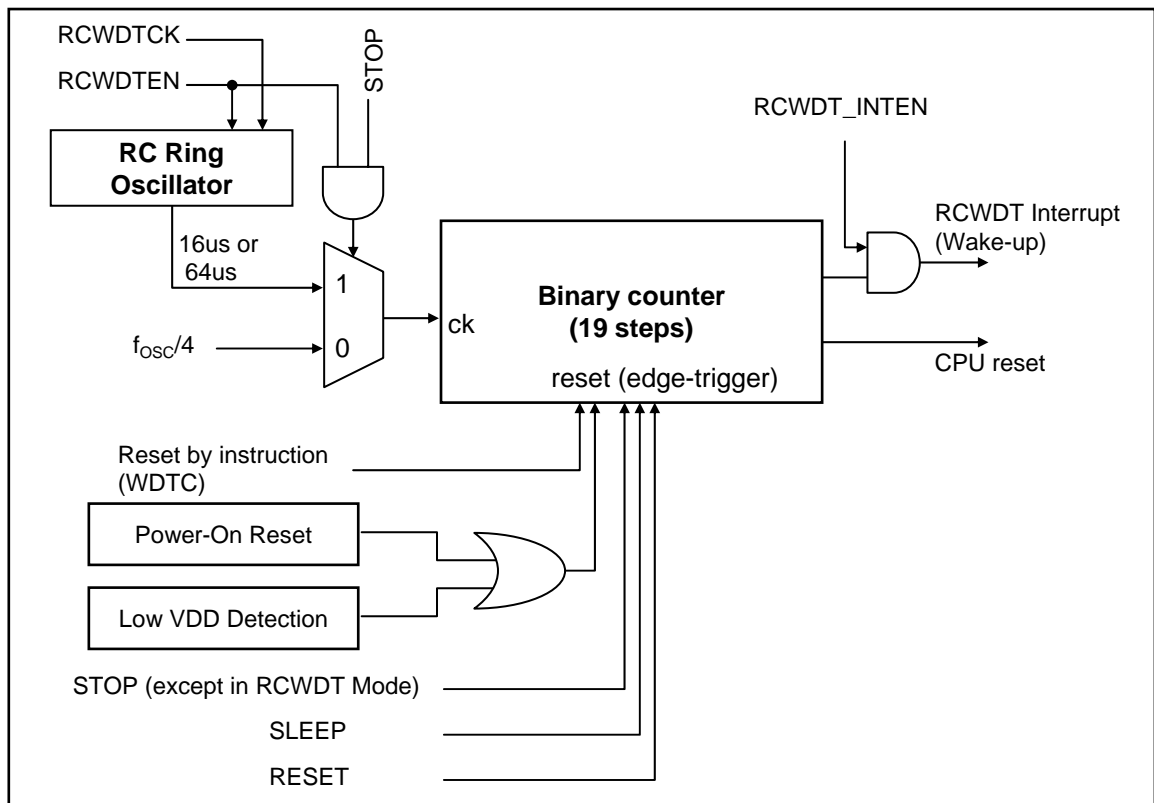 RCWDTCK
RCWDTEN
STOP
RCWDT_INTEN
RC Ring
Oscillator
RCWDT Interrupt
(Wake-up)
16us or
64us
1
Binary counter
(19 steps)
ck
fOSC/4
0
CPU reset
reset (edge-trigger)
Reset by instruction
(WDTC)
Power-On Reset
Low VDD Detection
STOP (except in RCWDT Mode)
SLEEP
RESET